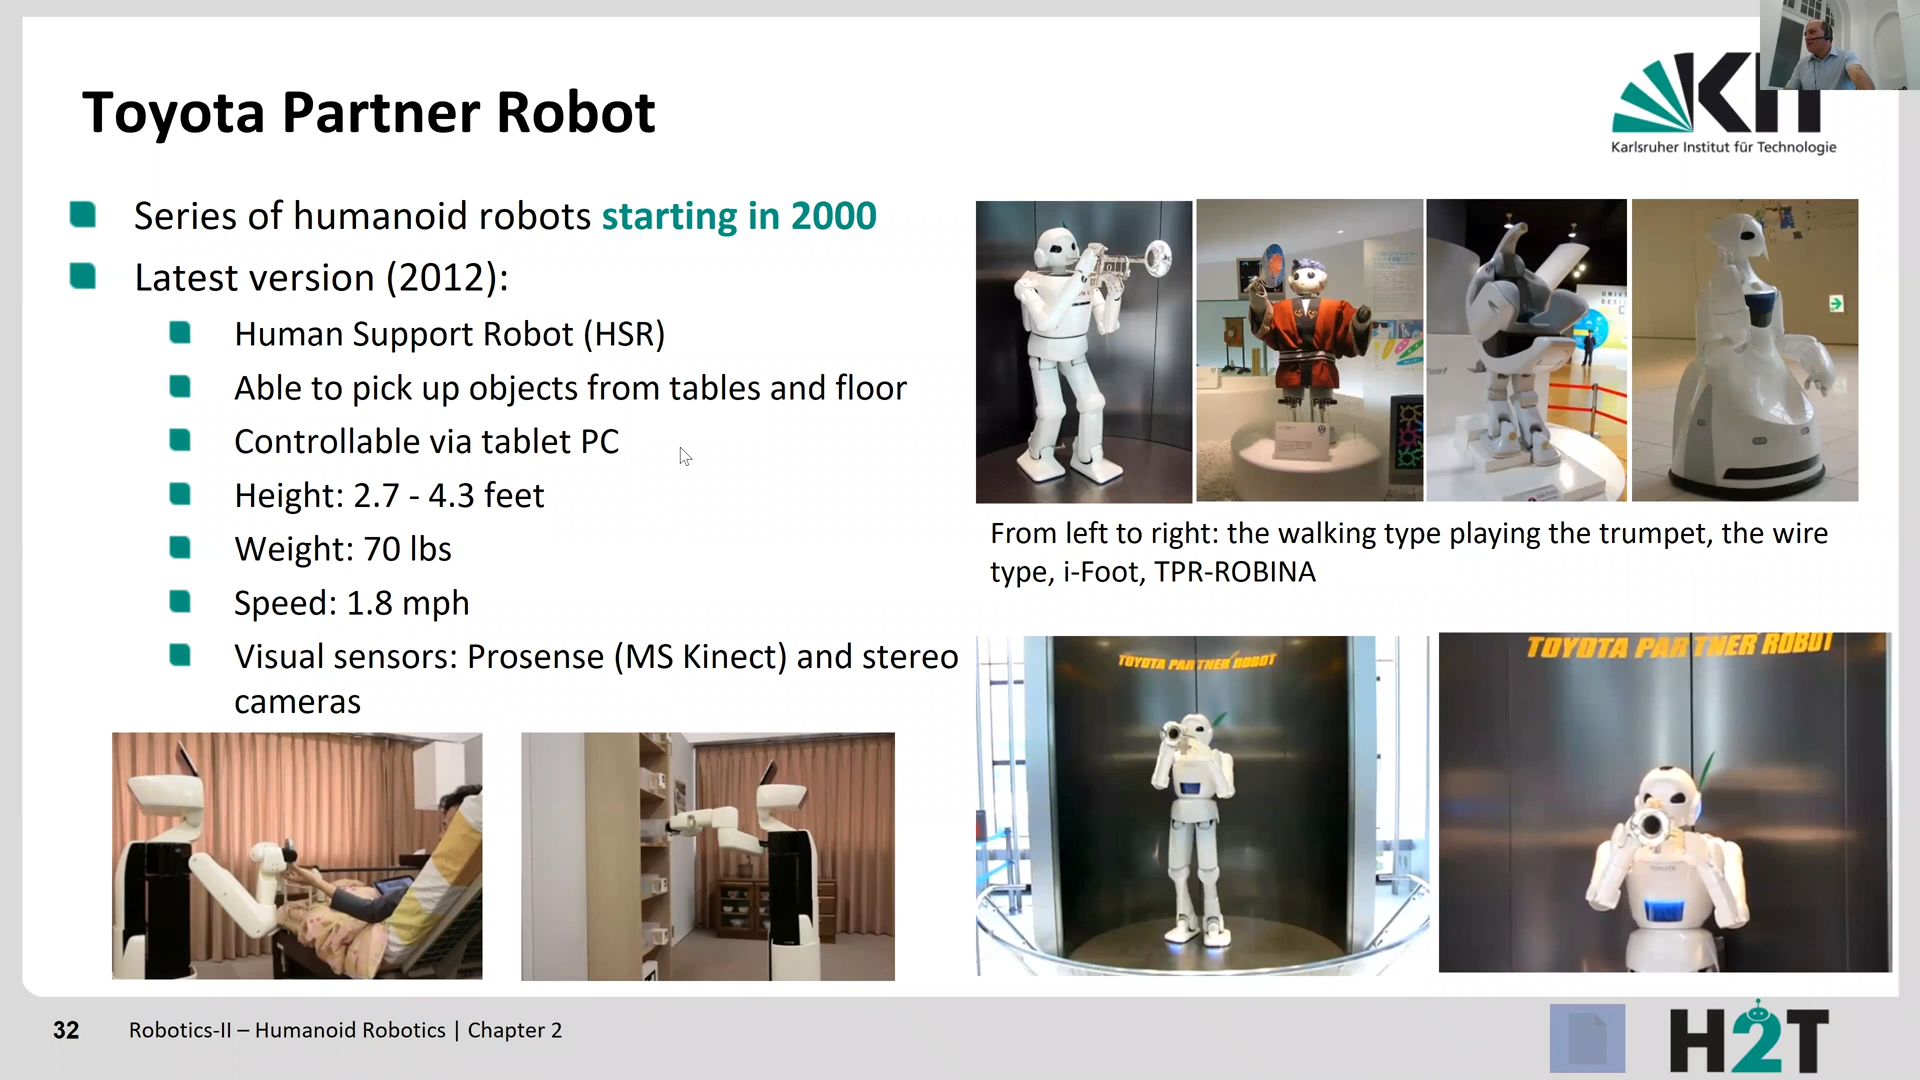 Toyota Partner Robot
KIT
Karlsruher Institut für Technologie
Series of humanoid robots starting in 2000
Latest version (2012):
Human Support Robot (HSR)
Able to pick up objects from tables and floor
Controllable via tablet PC
Height: 2.7 - 4.3 feet
Weight: 70 lbs
Speed: 1.8 mph
Visual sensors: Prosense (MS Kinect) and stereo
cameras
From left to right: the walking type playing the trumpet, the wire
type, i-Foot, TPR-ROBINA
TOYOTA PARTNER ROBOT
TOYOTA PARTNER ROBOT
TOYOTA
32
Robotics-II – Humanoid Robotics | Chapter 2
H2T